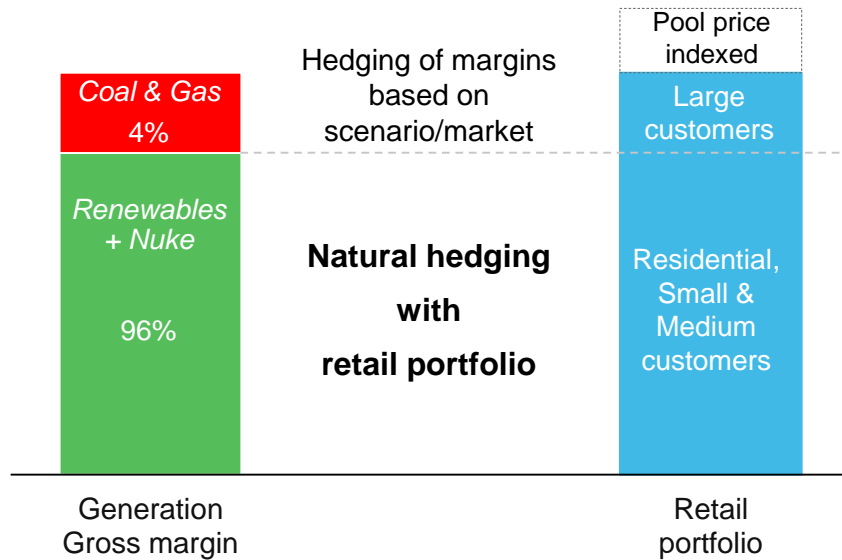 Coal & Gas
4%
Renewables
+ Nuke
96%
Generation
Gross margin
Hedging of margins
based on
scenario/market
Natural hedging
with
retail portfolio
Pool price
indexed
Large
customers
Residential,
Small &
Medium
customers
Retail
portfolio